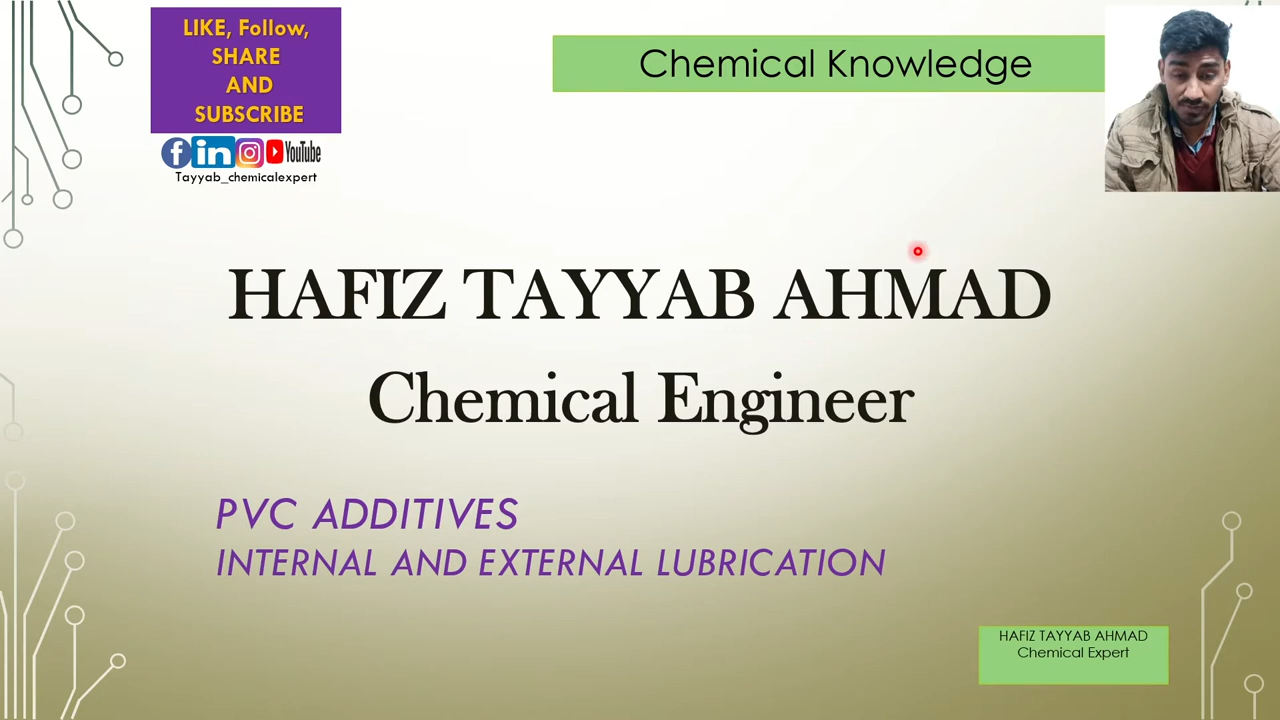 LIKE, Follow,
SHARE
AND
SUBSCRIBE
f in YouTube
Tayyab_chemicalexpert
Chemical Knowledge
HAFIZ TAYYAB AHMAD
Chemical Engineer
PVC ADDITIVES
INTERNAL AND EXTERNAL LUBRICATION
HAFIZ TAYYAB AHMAD
Chemical Expert